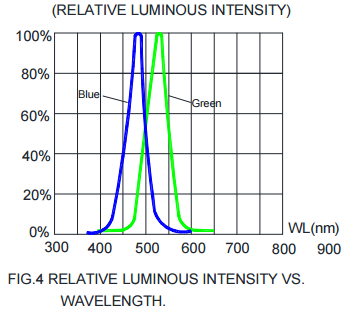 (RELATIVE LUMINOUS INTENSITY)
100%
80%
Blue
Green
60%
40%
20%
0%
WL(nm)
300 400 500 600 700 800 900
FIG.4 RELATIVE LUMINOUS INTENSITY VS.
WAVELENGTH.